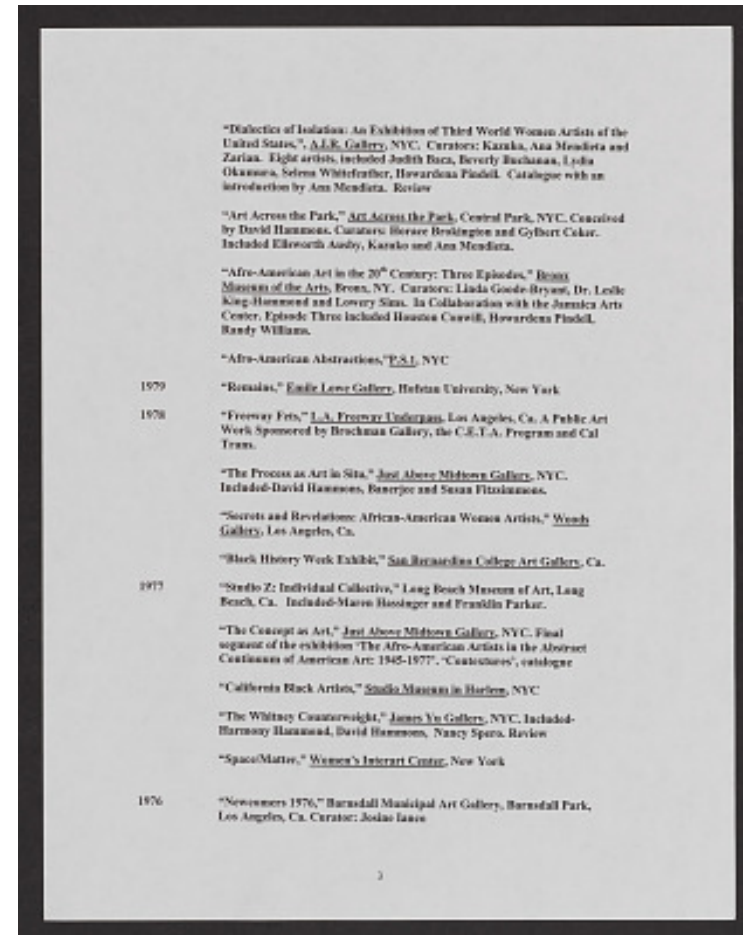 "Dialectics of Isolation: An Exhibition of Third World Women Artists of the
United States,", A.I.R. Gallery, NYC. Curators: Kazuko, Ana Mendieta and
Zarian. Eight artists, included Judith Baca, Beverly Buchanan, Lydia
Okumura, Selena Whitefeather, Howardena Pindell. Catalogue with an
introduction by Ana Mendieta. Review
"Art Across the Park," Art Across the Park, Central Park, NYC. Conceived
by David Hammons. Curators: Horace Brokington and Gylbert Coker.
Included Ellsworth Ausby, Kazuko and Ana Mendieta.
"Afro-American Art in the 20th Century: Three Episodes," Bronx
Museum of the Arts, Bronx, NY. Curators: Linda Goode-Bryant, Dr. Leslie
King-Hammond and Lowery Sims. In Collaboration with the Jamaica Arts
Center. Episode Three included Houston Conwill, Howardena Pindell,
Randy Williams.
"Afro-American Abstractions,"P.S.1, NYC
1979 "Remains," Emile Lowe Gallery, Hofstan University, New York
1978 "Freeway Fets," L.A. Freeway Underpass, Los Angeles, Ca. A Public Art
Work Sponsored by Brockman Gallery, the C.E.T.A. Program and Cal
Trans.
"The Process as Art in Situ," Just Above Midtown Gallery, NYC.
Included-David Hammons, Banerjee and Susan Fitzsimmons.
"Secrets and Revelations: African-American Women Artists," Woods
Gallery, Los Angeles, Ca.
"Black History Week Exhibit," San Bernardino College Art Gallery, Ca.
1977 "Studio Z: Individual Collective," Long Beach Museum of Art, Long
Beach, Ca. Included-Maren Hassinger and Franklin Parker.
"The Concept as Art," Just Above Midtown Gallery, NYC. Final
segment of the exhibition 'The Afro-American Artists in the Abstract
Continuum of American Art: 1945-1977'. 'Contextures', catalogue
"California Black Artists," Studio Museum in Harlem, NYC
"The Whitney Counterweight," James Yu Gallery, NYC. Included-
Harmony Hammond, David Hammons, Nancy Spero. Review
"Space/Matter," Women's Interart Center, New York
1976 "Newcomers 1976," Barnsdall Municipal Art Gallery, Barnsdall Park,
Los Angeles, Ca. Curator: Josine Ianco
3